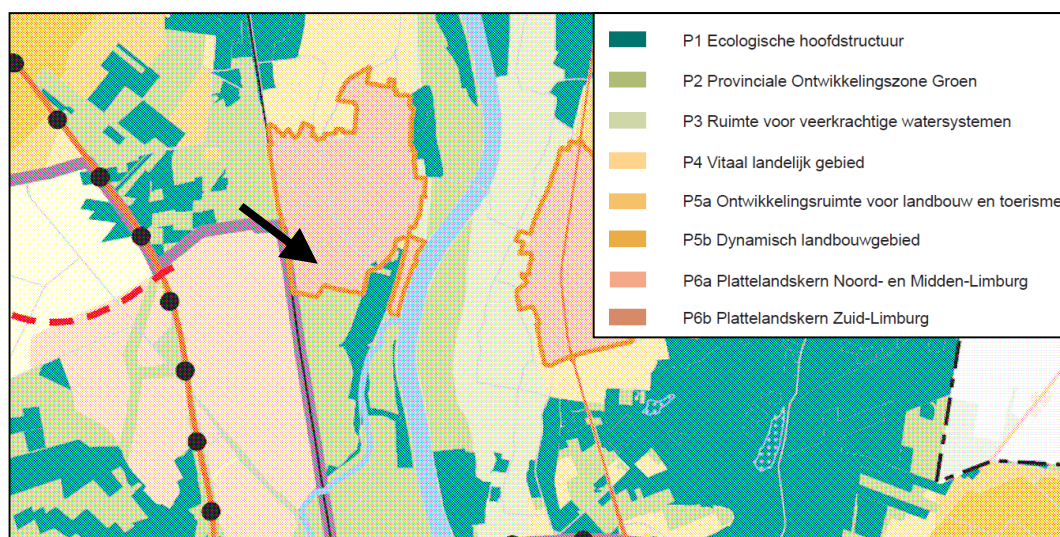 P1 Ecologische hoofdstructuur
P2 Provinciale Ontwikkelingszone Groen
P3 Ruimte voor veerkrachtige watersystemen
P4 Vitaal landelijk gebied
P5a Ontwikkelingsruimte voor landbouw en toerisme
P5b Dynamisch landbouwgebied
P6a Plattelandskern Noord- en Midden-Limburg
P6b Plattelandskern Zuid-Limburg